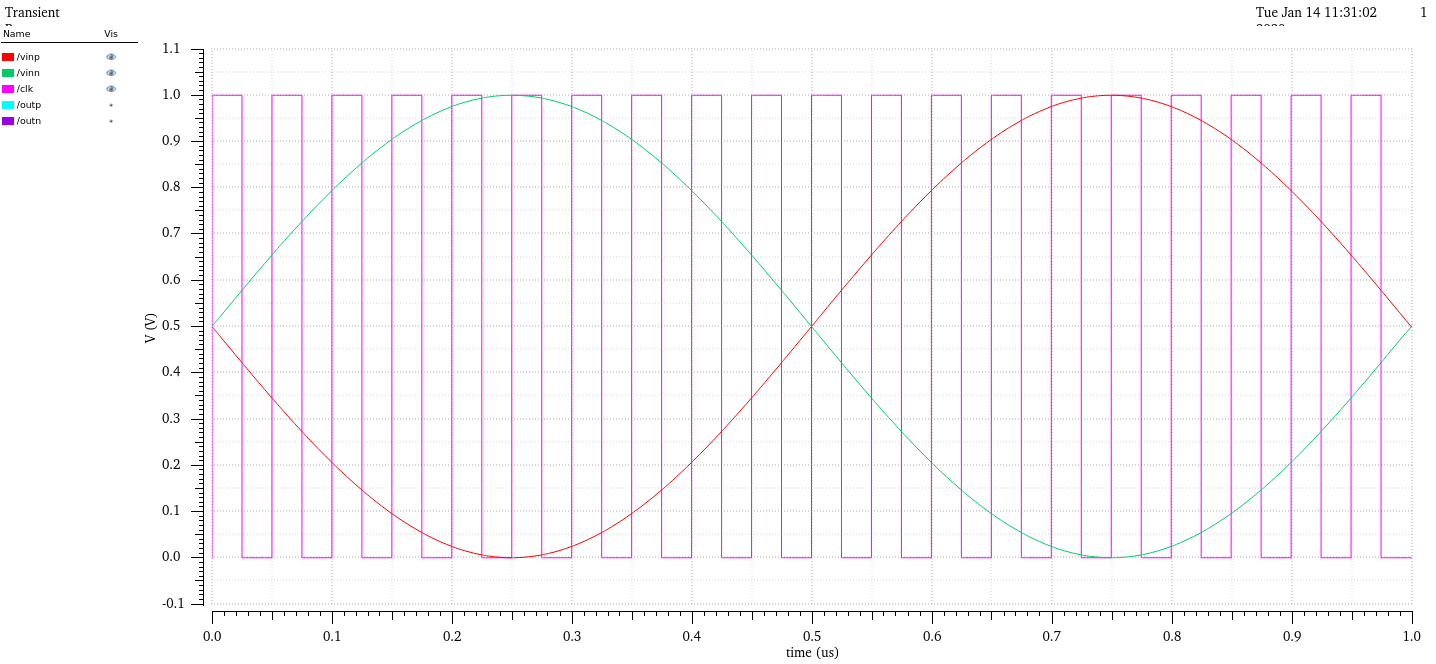 Transient
Tue Jan 14 11:31:02
1
Name Vis
/vinp
/vinn
/clk
/outp
/outn
1.1
1.0
0.9
0.8
0.7
0.6
0.5
0.4
0.3
0.2
0.1
0.0
-0.1
V (V)
0.0 0.1 0.2 0.3 0.4 0.5 0.6 0.7 0.8 0.9 1.0
time (us)